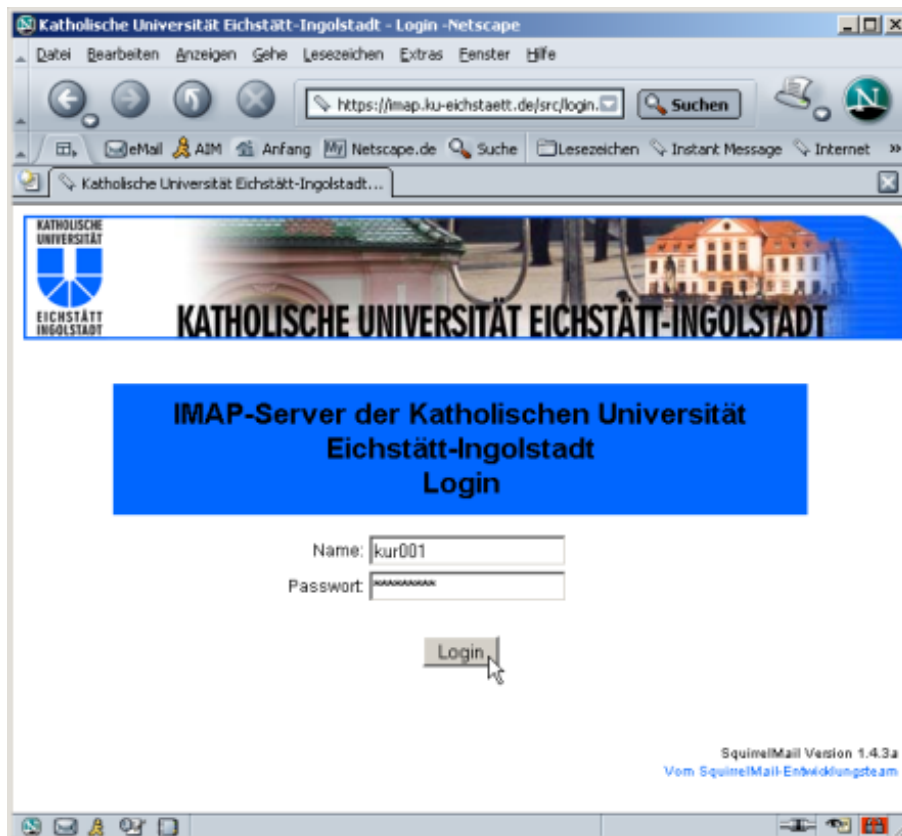 Katholische Universität Eichstätt-Ingolstadt - Login -Netscape
Datei Bearbeiten Anzeigen Gehe Lesezeichen Extras Fenster Hilfe
https://imap.ku-eichstaett.de/src/login. Suchen
eMail AIM Anfang Netscape.de Suche Lesezeichen Instant Message Internet »
Katholische Universität Eichstätt-Ingolstadt...
KATHOLISCHE
UNIVERSITÄT
EICHSTÄTT
INGOLSTADT
KATHOLISCHE UNIVERSITÄT EICHSTÄTT-INGOLSTADT
IMAP-Server der Katholischen Universität
Eichstätt-Ingolstadt
Login
Name: kur001
Passwort: *********
Login
SquirrelMail Version 1.4.3a
Vom SquirrelMail-Entwicklungsteam